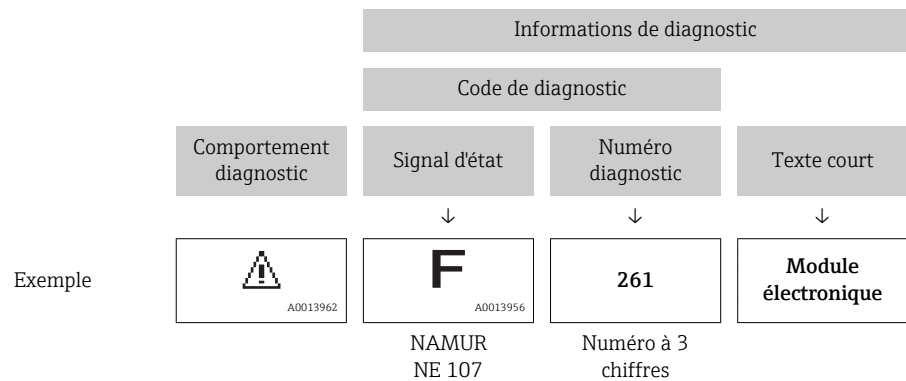 Informations de diagnostic
Code de diagnostic
Comportement
diagnostic
Signal d'état
Numéro
diagnostic
Texte court
↓ ↓ ↓
Exemple
A0013962
F
A0013956
261
Module
électronique
NAMUR
NE 107
Numéro à 3
chiffres